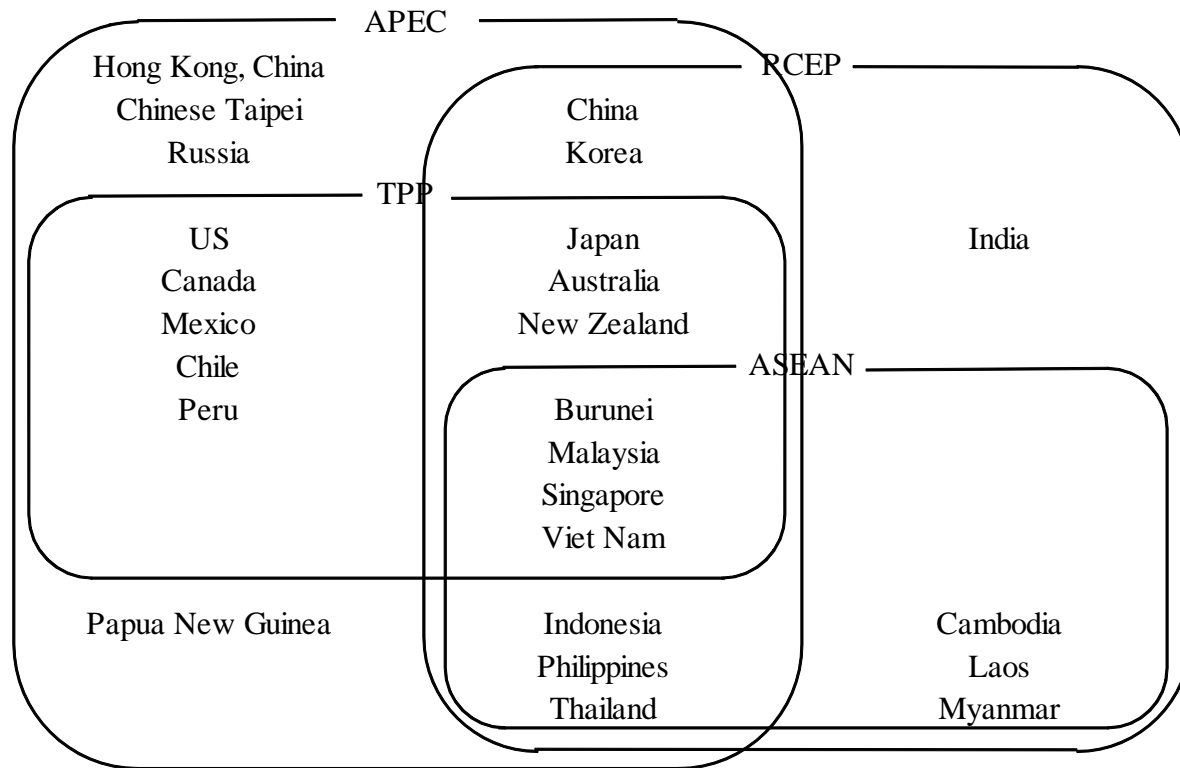 APEC
Hong Kong, China
RCEP
Chinese Taipei
China
Russia
Korea
TPP
US
Japan
India
Canada
Australia
Mexico
New Zealand
Chile
ASEAN
Peru
Burunei
Malaysia
Singapore
Viet Nam
Papua New Guinea
Indonesia
Cambodia
Philippines
Laos
Thailand
Myanmar